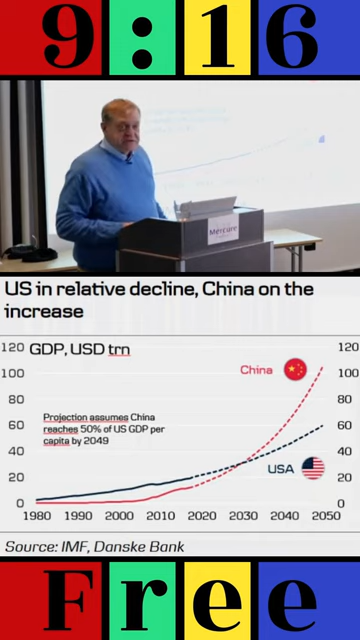 9:16
Mercure
US in relative decline, China on the
increase
120 GDP, USD trn 120
100 China 100
80 80
Projection assumes China
60 reaches 50% of US GDP per 60
capita by 2049
40 40
USA
20 20
0 0
1980 1990 2000 2010 2020 2030 2040 2050
Source: IMF, Danske Bank
Free